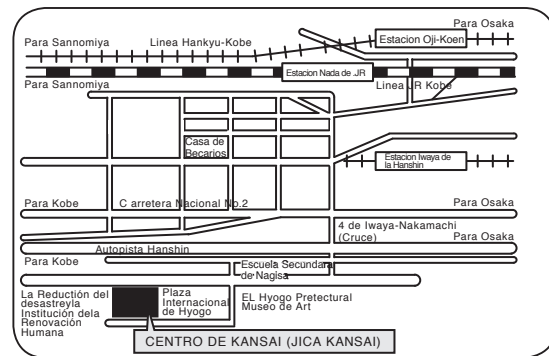 Para Osaka
Para Sannomiya
Linea Hankyu-Kobe
Estacion Oji-Koen
Estacion Nada de JR
Para Sannomiya
Linea JR Kobe
Casa de
Becarios
Estacion Iwaya de
la Hanshin
Para Kobe
C arretera Nacional No.2
Para Osaka
4 de Iwaya-Nakamachi
(Cruce)
Para Osaka
Autopista Hanshin
Para Kobe
Escuela Secundara
de Nagisa
La Reductión del
desastreyla
Institución dela
Renovación
Humana
Plaza
Internacional
de Hyogo
EL Hyogo Pretectural
Museo de Art
CENTRO DE KANSAI (JICA KANSAI)